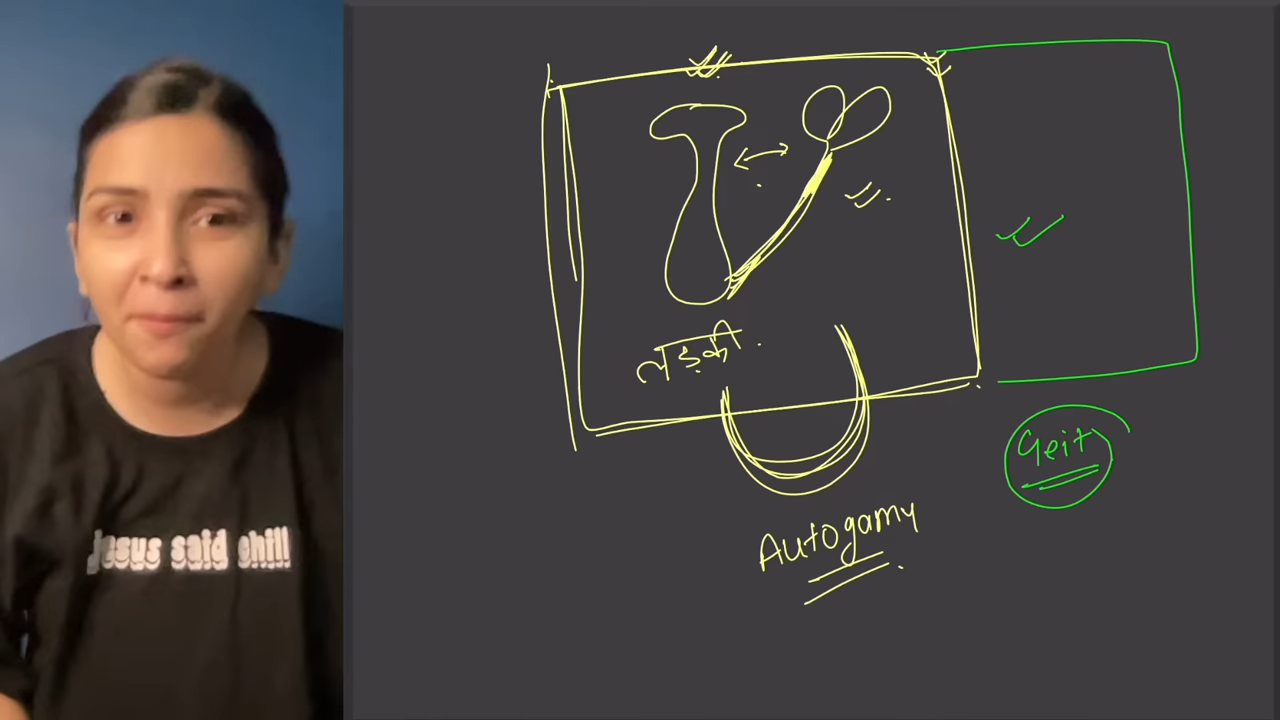 लड़की
Geit
Autogamy
Jesus said chill